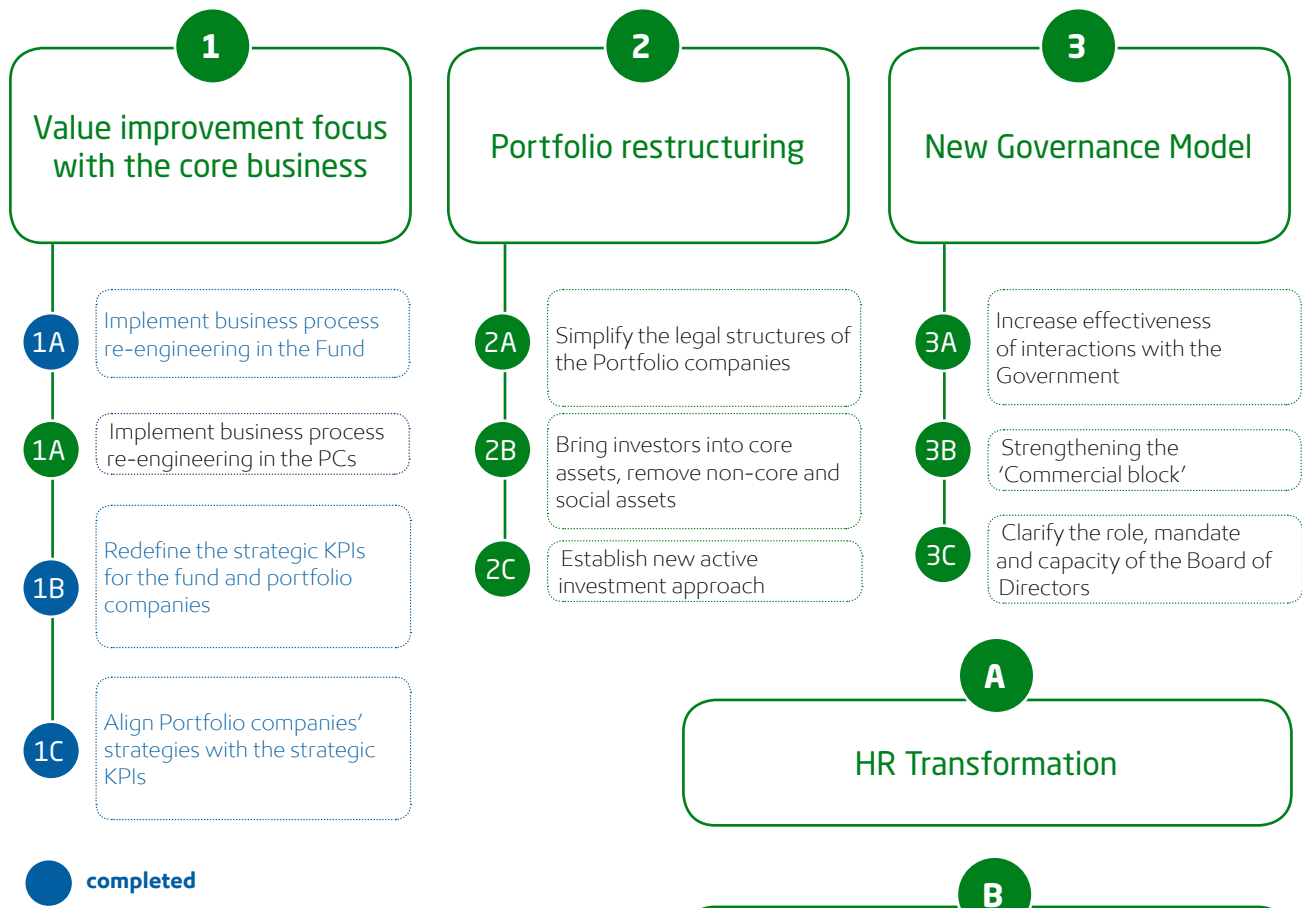 1
Value improvement focus
with the core business
1A
Implement business process
re-engineering in the Fund
1A
Implement business process
re-engineering in the PCs
1B
Redefine the strategic KPIs
for the fund and portfolio
companies
1C
Align Portfolio companies’
strategies with the strategic
KPIs
completed
2
Portfolio restructuring
2A
Simplify the legal structures of
the Portfolio companies
2B
Bring investors into core
assets, remove non-core and
social assets
2C
Establish new active
investment approach
3
New Governance Model
3A
Increase effectiveness
of interactions with the
Government
3B
Strengthening the
‘Commercial block’
3C
Clarify the role, mandate
and capacity of the Board of
Directors
A
HR Transformation
B